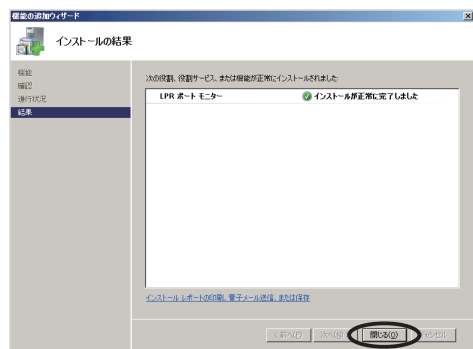 機能の追加ウィザード
インストールの結果
機能
確認
進行状況
結果
次の役割、役割サービス、または機能が正常にインストールされました:
LPR ポート モニター
インストールが正常に完了しました
インストール レポートの印刷、電子メール送信、または保存
< 前へ(P)
次へ(N) >
閉じる(O)
キャンセル